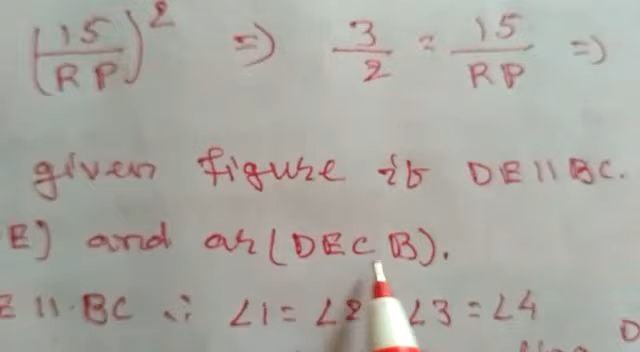 (15/RP)² => 3/2 = 15/RP =>
given figure is DE || BC.
E) and ar(DECB).
E || BC ∴ ∠1 = ∠2 ∠3 = ∠4